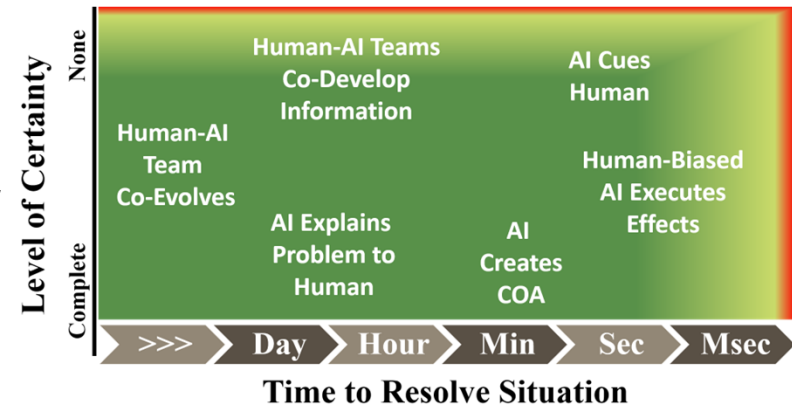 Level of Certainty
None
Complete
Human-AI Teams
Co-Develop
Information
AI Cues
Human
Human-AI
Team
Co-Evolves
Human-Biased
AI Executes
Effects
AI Explains
Problem to
Human
AI
Creates
COA
>>> Day Hour Min Sec Msec
Time to Resolve Situation